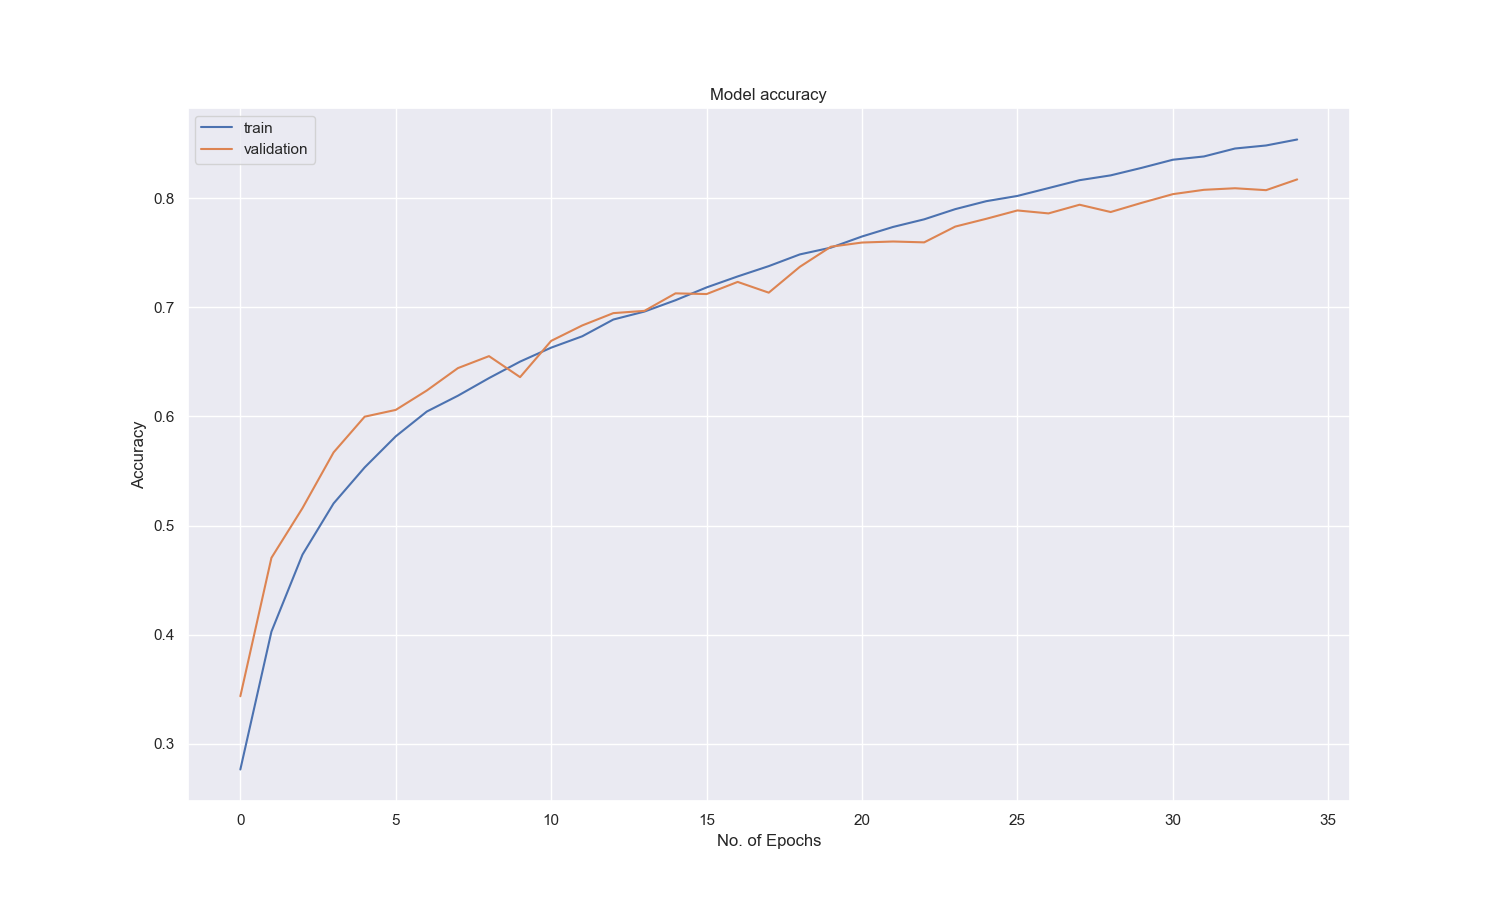 Model accuracy
train
validation
0.8
0.7
0.6
0.5
0.4
0.3
Accuracy
0 5 10 15 20 25 30 35
No. of Epochs